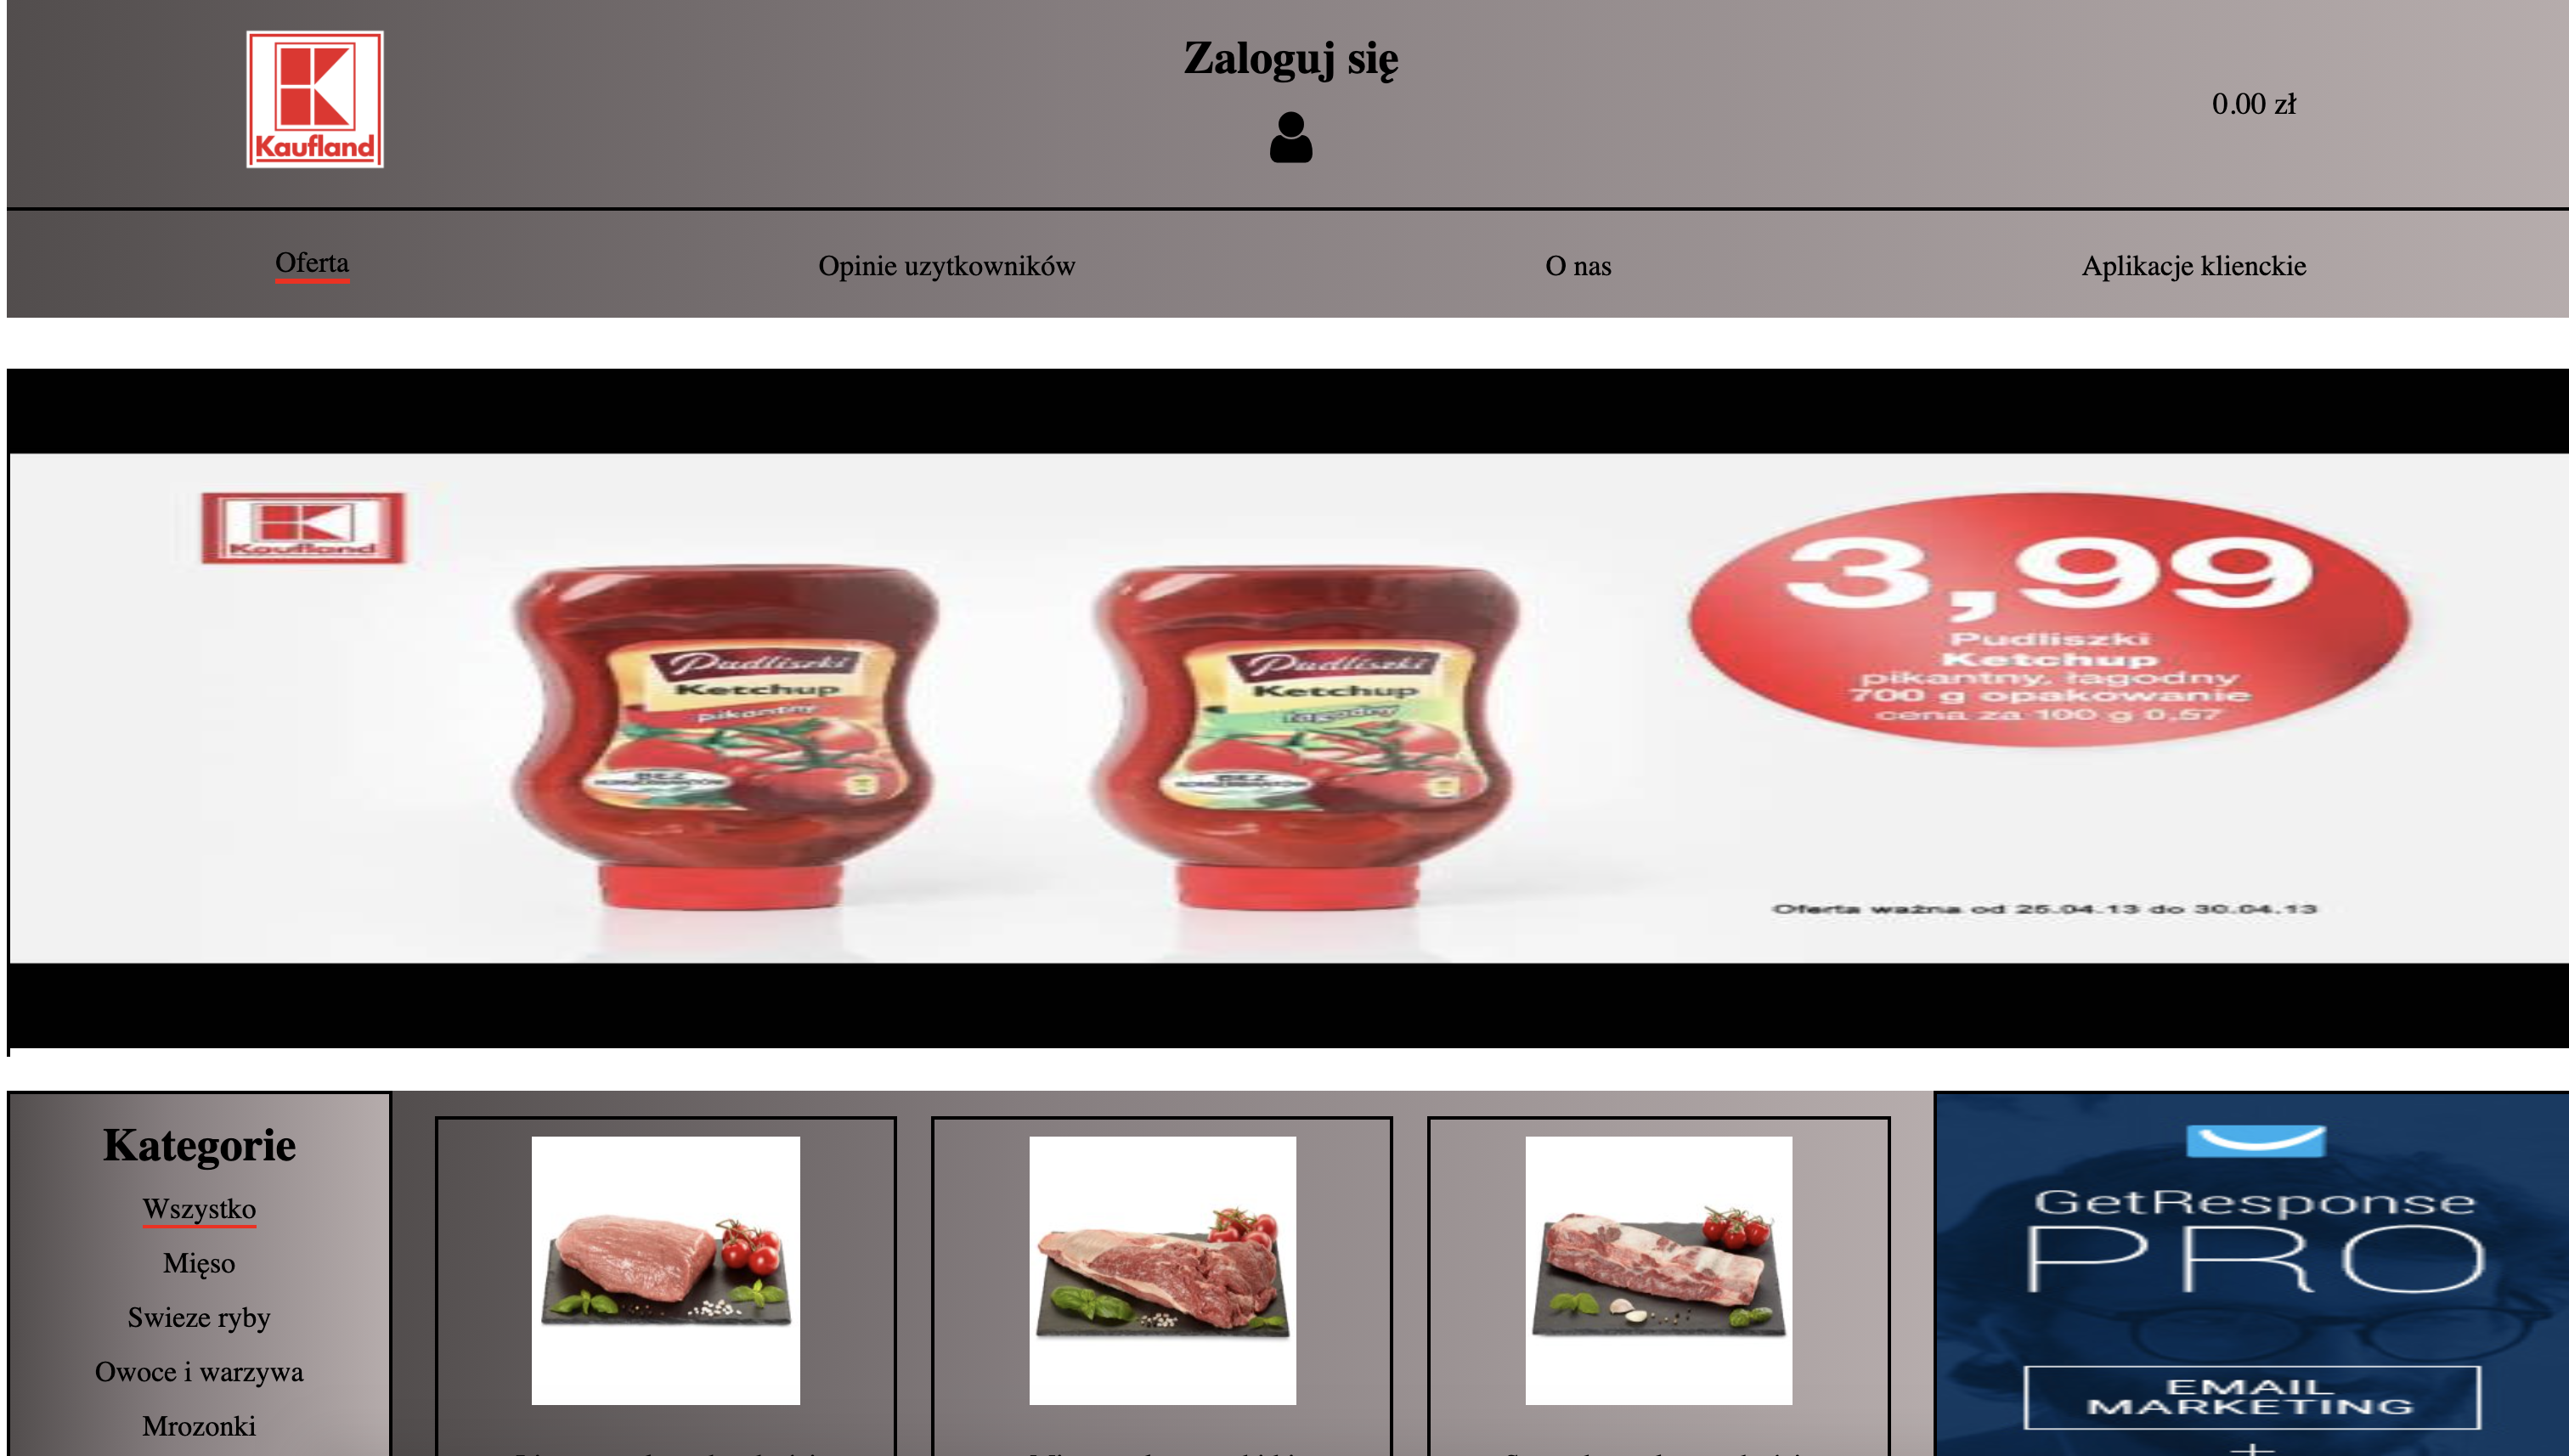 Kaufland
Zaloguj się
0.00 zł
Oferta
Opinie uzytkowników
O nas
Aplikacje klienckie
Kaufland
Pudliszki
Ketchup
pikantny
BEZ
Pudliszki
Ketchup
łagodny
BEZ
3,99
Pudliszki
Ketchup
pikantny, łagodny
700 g opakowanie
cena za 100 g 0,57
Oferta ważna od 25.04.13 do 30.04.13
Kategorie
Wszystko
Mięso
Swieze ryby
Owoce i warzywa
Mrozonki
GetResponse
PRO
EMAIL
MARKETING
+